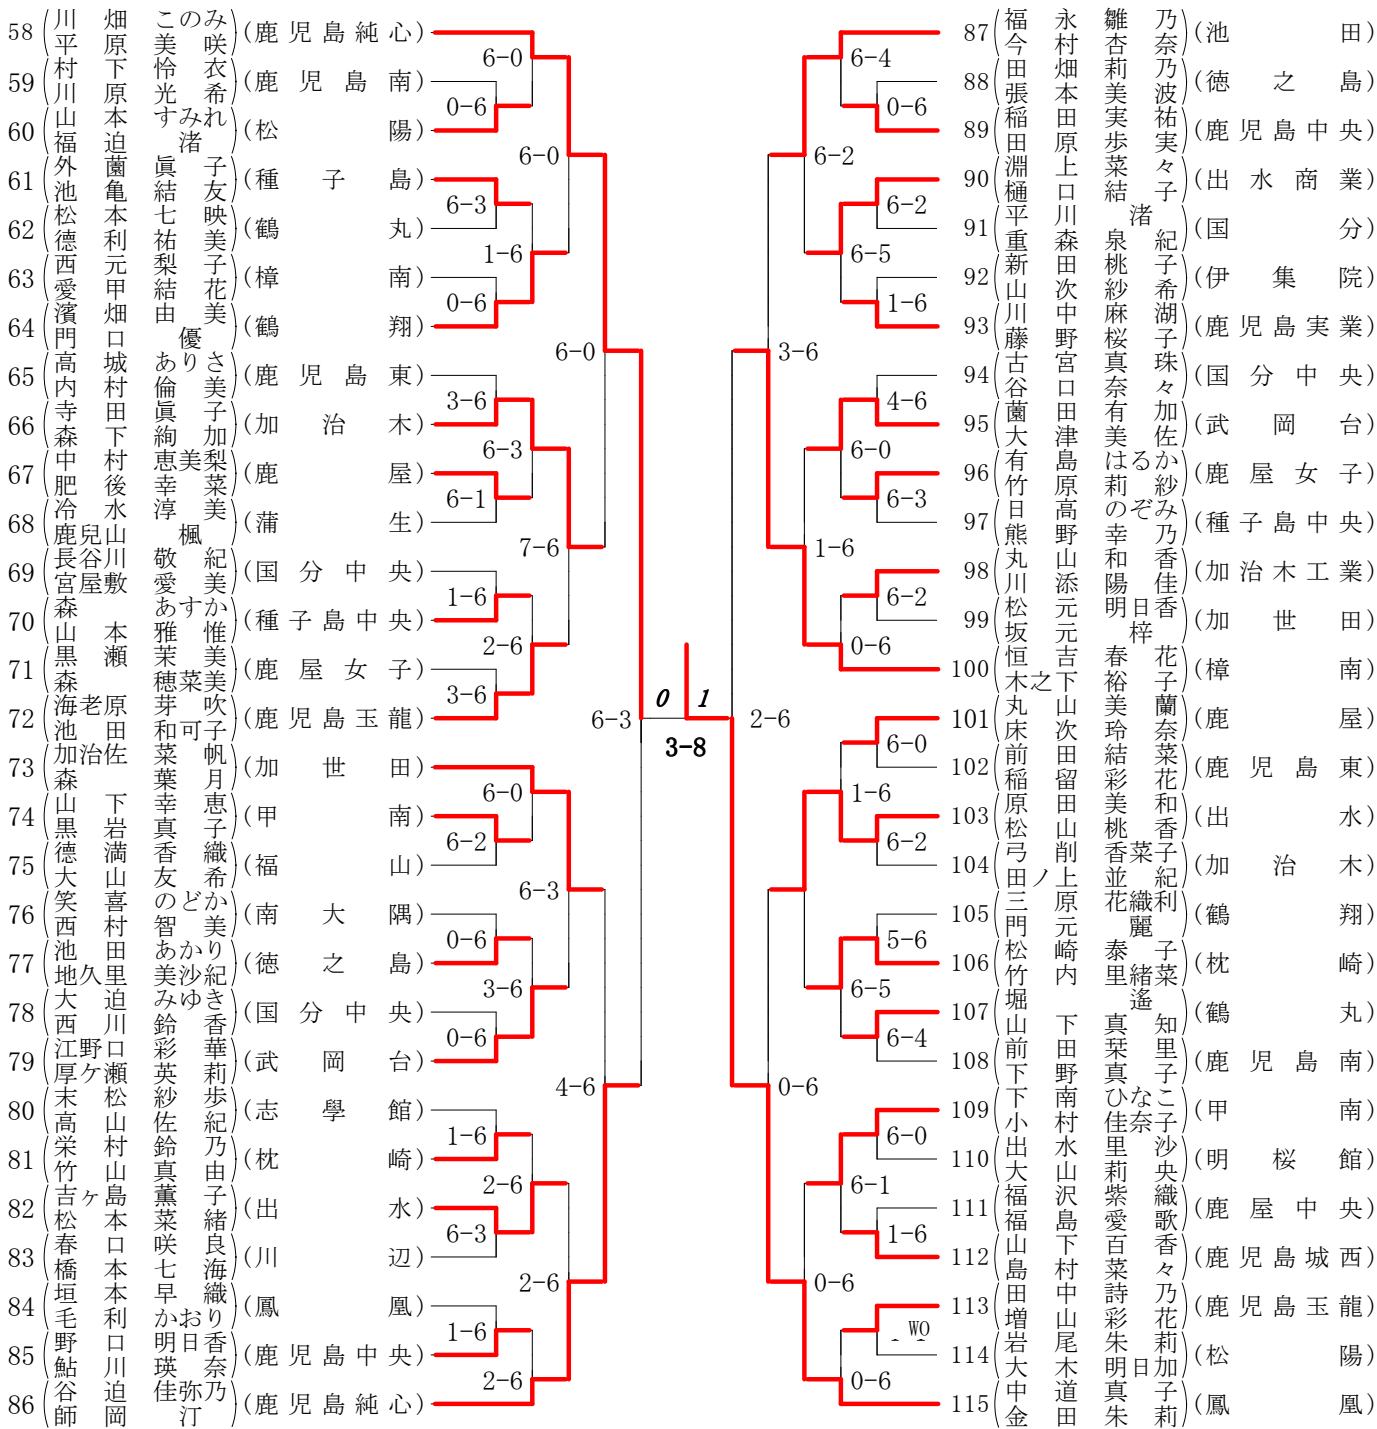 58 川畑 このみ 平原 美咲 (鹿児島純心)
59 村下 怜衣 川原 光希 (鹿児島南)
60 山本 すみれ 福迫 渚 (松陽)
61 外薗 眞子 池亀 結友 (種子島)
62 松本 七映 德利 祐美 (鶴丸)
63 西元 梨子 愛甲 結花 (樟南)
64 濱畑 由美 門口 優 (鶴翔)
65 高城 ありさ 内村 倫美 (鹿児島東)
66 寺田 眞子 森下 絢加 (加治木)
67 中村 恵美梨 肥後 幸菜 (鹿屋)
68 冷水 淳美 鹿兒山 楓 (蒲生)
69 長谷川 敬紀 宮屋敷 愛美 (国分中央)
70 森 あすか 山本 雅惟 (種子島中央)
71 黒瀬 茉美 森 穂菜美 (鹿屋女子)
72 海老原 芽吹 池田 和可子 (鹿児島玉龍)
73 加治佐 菜帆 森 葉月 (加世田)
74 山下 幸恵 黒岩 真子 (甲南)
75 德満 香織 大山 友希 (福山)
76 笑喜 のどか 西村 智美 (南大隅)
77 池田 あかり 地久里 美沙紀 (徳之島)
78 大迫 みゆき 西川 鈴香 (国分中央)
79 江野口 彩華 厚ケ瀬 英莉 (武岡台)
80 末松 紗歩 高山 佐紀 (志學館)
81 栄村 鈴乃 竹山 真由 (枕崎)
82 吉ヶ島 薫子 松本 菜緒 (出水)
83 春口 咲良 橋本 七海 (川辺)
84 垣本 早織 毛利 かおり (鳳凰)
85 野口 明日香 鮎川 瑛奈 (鹿児島中央)
86 谷迫 佳弥乃 師岡 汀 (鹿児島純心)
6-0
0-6
6-0
6-3
1-6
0-6
6-0
3-6
6-3
6-1
7-6
1-6
2-6
3-6
6-3
6-0
6-2
6-3
0-6
3-6
0-6
4-6
1-6
2-6
6-3
2-6
1-6
2-6
0 1
3-8
87 福永 雛乃 今村 杏奈 (池田)
88 田畑 莉乃 張本 美波 (徳之島)
89 稲田 実祐 田原 歩実 (鹿児島中央)
90 淵上 菜々 樋口 結子 (出水商業)
91 平川 渚 重森 泉紀 (国分)
92 新田 桃子 山次 紗希 (伊集院)
93 川中 麻湖 藤野 桜子 (鹿児島実業)
94 古宮 真珠 谷口 奈々 (国分中央)
95 薗田 有加 大津 美佐 (武岡台)
96 有島 はるか 竹原 莉紗 (鹿屋女子)
97 日高 のぞみ 熊野 幸乃 (種子島中央)
98 丸山 和香 川添 陽佳 (加治木工業)
99 松元 明日香 坂元 梓 (加世田)
100 恒吉 春花 木之下 裕子 (樟南)
101 丸山 美蘭 床次 玲奈 (鹿屋)
102 前田 結菜 稲留 彩花 (鹿児島東)
103 原田 美和 松山 桃香 (出水)
104 弓削 香菜子 田ノ上 並紀 (加治木)
105 三原 花織利 門元 麗 (鶴翔)
106 松崎 泰子 竹内 里緒菜 (枕崎)
107 堀 遙 山下 真知 (鶴丸)
108 前田 栞里 下野 真子 (鹿児島南)
109 下南 ひなこ 小村 佳奈子 (甲南)
110 出水 里沙 大山 莉央 (明桜館)
111 福沢 紫織 福島 愛歌 (鹿屋中央)
112 山下 百香 島村 菜々 (鹿児島城西)
113 田中 詩乃 増山 彩花 (鹿児島玉龍)
114 岩尾 朱莉 大木 明日加 (松陽)
115 中道 真子 金田 朱莉 (鳳凰)
6-4
0-6
6-2
6-2
6-5
1-6
3-6
4-6
6-0
6-3
1-6
6-2
0-6
2-6
6-0
1-6
6-2
5-6
6-5
6-4
0-6
6-0
6-1
1-6
0-6
WO
0-6